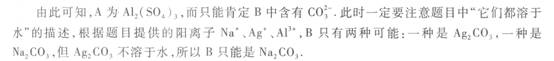 由此可知,A 为 Al₂(SO₄)₃,而只能肯定 B 中含有 CO₃²⁻. 此时一定要注意题目中“它们都溶于
水”的描述,根据题目提供的阳离子 Na⁺、Ag⁺、Al³⁺,B 只有两种可能:一种是 Ag₂CO₃,一种是
Na₂CO₃,但 Ag₂CO₃ 不溶于水,所以 B 只能是 Na₂CO₃.